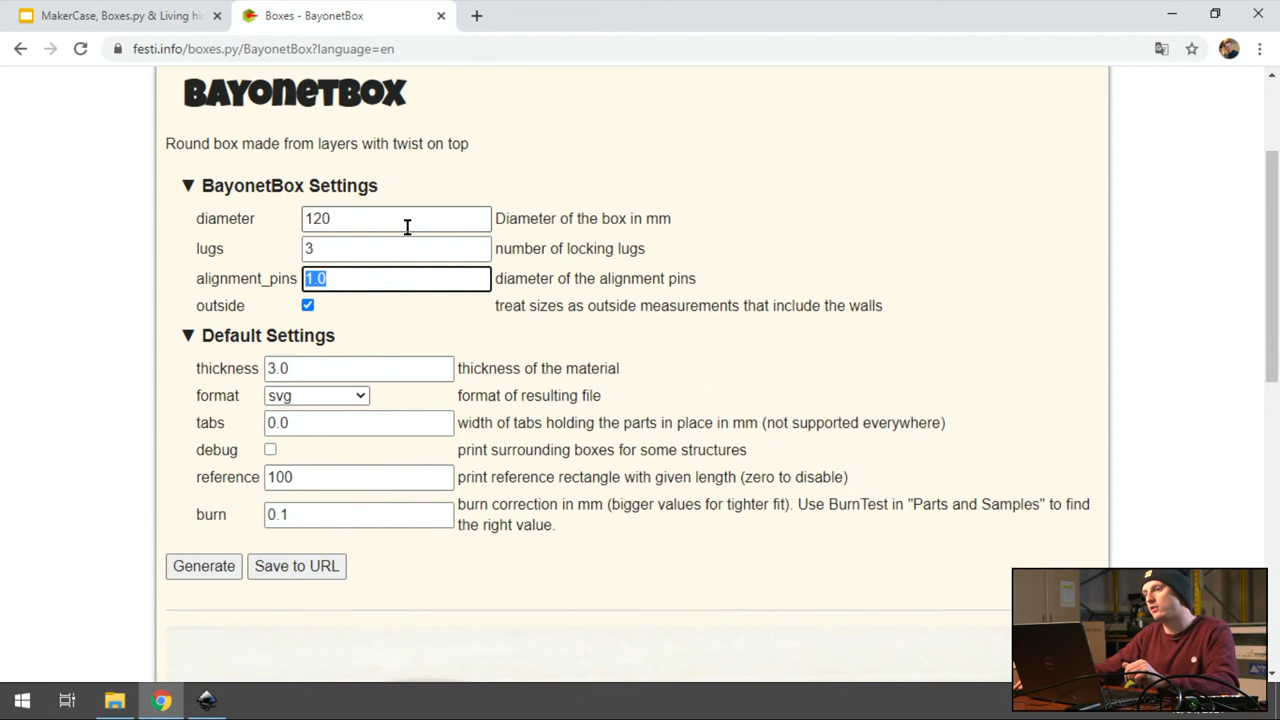 MakerCase, Boxes.py & Living hi
Boxes - BayonetBox
festi.info/boxes.py/BayonetBox?language=en
BayonetBox
Round box made from layers with twist on top
BayonetBox Settings
diameter 120 Diameter of the box in mm
lugs 3 number of locking lugs
alignment_pins 1.0 diameter of the alignment pins
outside treat sizes as outside measurements that include the walls
Default Settings
thickness 3.0 thickness of the material
format svg format of resulting file
tabs 0.0 width of tabs holding the parts in place in mm (not supported everywhere)
debug print surrounding boxes for some structures
reference 100 print reference rectangle with given length (zero to disable)
burn 0.1 burn correction in mm (bigger values for tighter fit). Use BurnTest in "Parts and Samples" to find
the right value.
Generate Save to URL